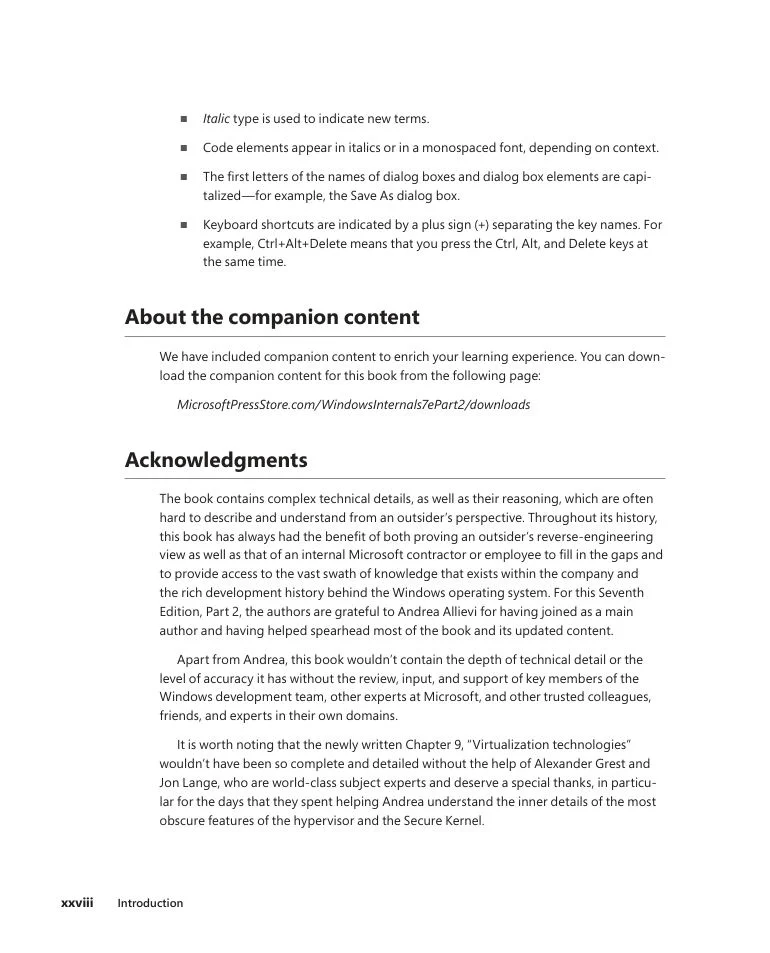 ■ Italic type is used to indicate new terms.
■ Code elements appear in italics or in a monospaced font, depending on context.
■ The first letters of the names of dialog boxes and dialog box elements are capi-
talized—for example, the Save As dialog box.
■ Keyboard shortcuts are indicated by a plus sign (+) separating the key names. For
example, Ctrl+Alt+Delete means that you press the Ctrl, Alt, and Delete keys at
the same time.
About the companion content
We have included companion content to enrich your learning experience. You can down-
load the companion content for this book from the following page:
MicrosoftPressStore.com/WindowsInternals7ePart2/downloads
Acknowledgments
The book contains complex technical details, as well as their reasoning, which are often
hard to describe and understand from an outsider’s perspective. Throughout its history,
this book has always had the benefit of both proving an outsider’s reverse-engineering
view as well as that of an internal Microsoft contractor or employee to fill in the gaps and
to provide access to the vast swath of knowledge that exists within the company and
the rich development history behind the Windows operating system. For this Seventh
Edition, Part 2, the authors are grateful to Andrea Allievi for having joined as a main
author and having helped spearhead most of the book and its updated content.
Apart from Andrea, this book wouldn’t contain the depth of technical detail or the
level of accuracy it has without the review, input, and support of key members of the
Windows development team, other experts at Microsoft, and other trusted colleagues,
friends, and experts in their own domains.
It is worth noting that the newly written Chapter 9, “Virtualization technologies”
wouldn’t have been so complete and detailed without the help of Alexander Grest and
Jon Lange, who are world-class subject experts and deserve a special thanks, in particu-
lar for the days that they spent helping Andrea understand the inner details of the most
obscure features of the hypervisor and the Secure Kernel.
xxviii Introduction